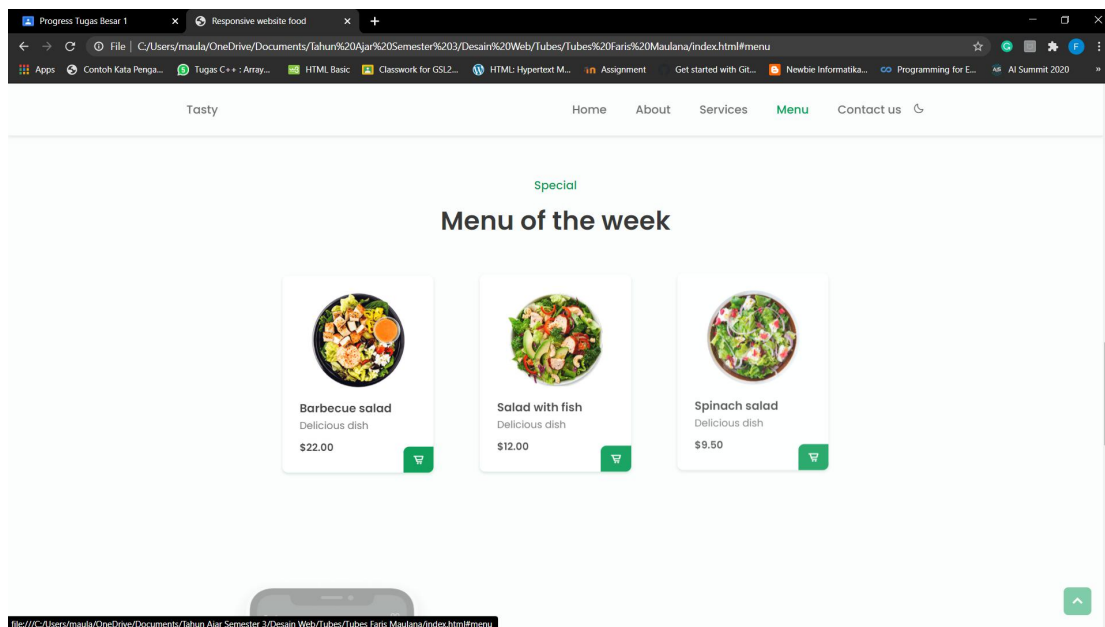 Progress Tugas Besar 1
Responsive website food
File | C:/Users/maula/OneDrive/Documents/Tahun%20Ajar%20Semester%203/Desain%20Web/Tubes/Tubes%20Faris%20Maulana/index.html#menu
F
Apps Contoh Kata Penga... Tugas C++ : Array... HTML Basic Classwork for GSL2... HTML: Hypertext M... Assignment Get started with Git... Newbie Informatika... Programming for E... AI Summit 2020 »
Tasty Home About Services Menu Contact us
Special
Menu of the week
Barbecue salad
Delicious dish
$22.00
Salad with fish
Delicious dish
$12.00
Spinach salad
Delicious dish
$9.50
file:///C:/Users/maula/OneDrive/Documents/Tahun Ajar Semester 3/Desain Web/Tubes/Tubes Faris Maulana/index.html#menu